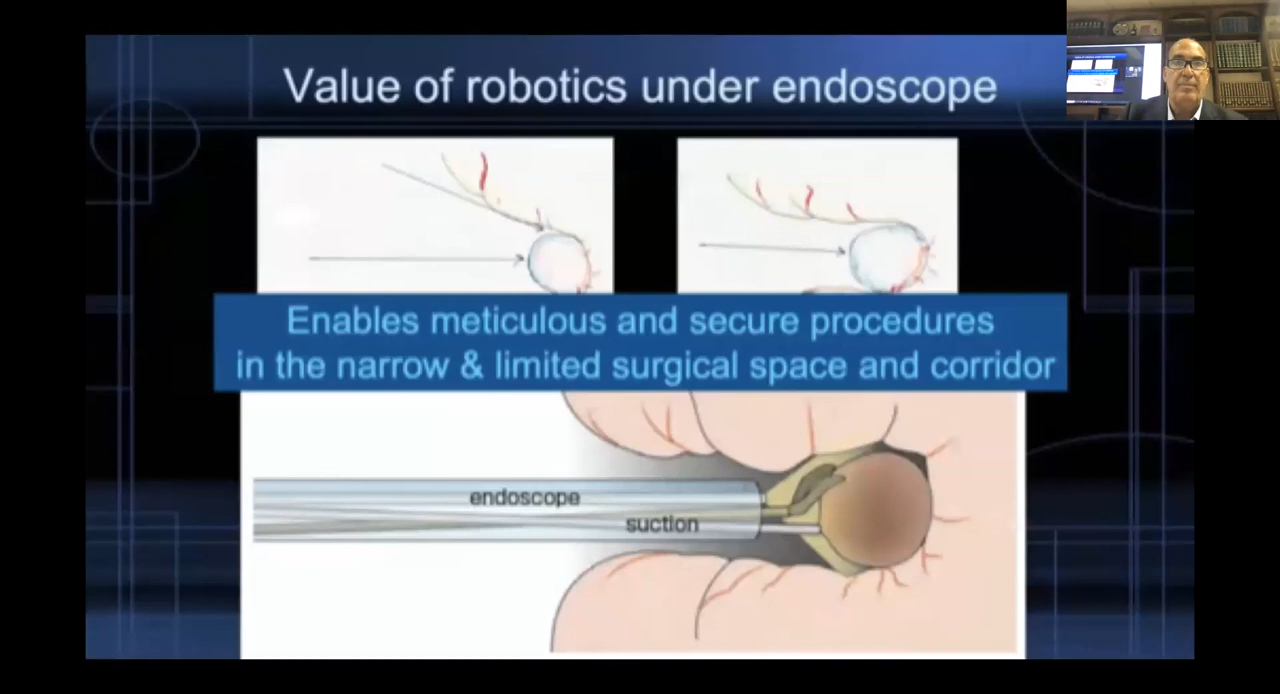 Value of robotics under endoscope
Enables meticulous and secure procedures
in the narrow & limited surgical space and corridor
endoscope
suction